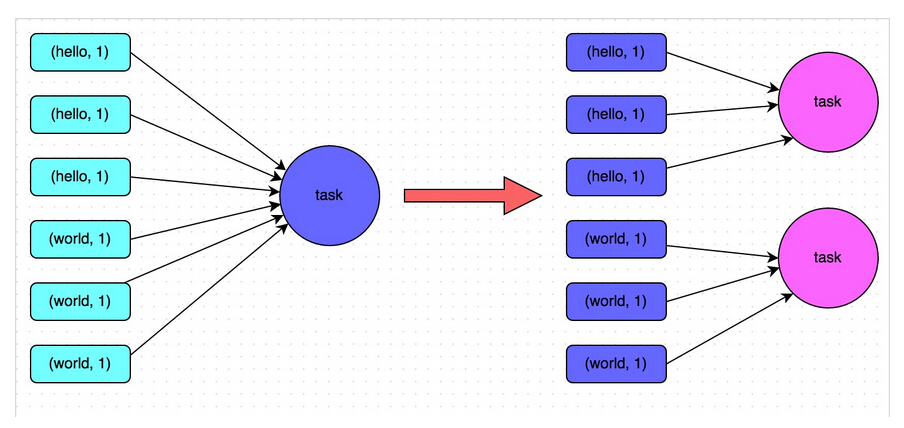 (hello, 1)
(hello, 1)
(hello, 1)
(world, 1)
(world, 1)
(world, 1)
task
(hello, 1)
(hello, 1)
(hello, 1)
(world, 1)
(world, 1)
(world, 1)
task
task